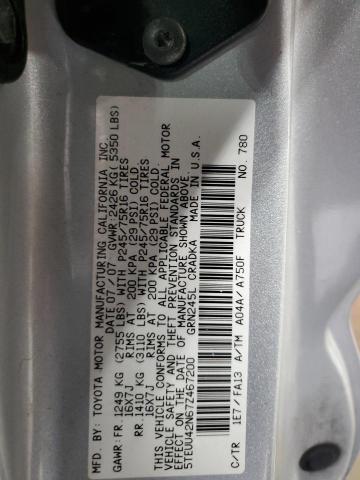 MFD. BY: TOYOTA MOTOR MANUFACTURING CALIFORNIA INC.
DATE 07 / 07 GVWR: 2426 KG( 5350 LBS)
GAWR: FR. 1249 KG (2755 LBS) WITH P245/75R16 TIRES
16X7J RIMS AT 200 KPA (29 PSI) COLD
RR. 1410 KG (3110 LBS) WITH P245/75R16 TIRES
16X7J RIMS AT 200 KPA (29 PSI) COLD.
THIS VEHICLE CONFORMS TO ALL APPLICABLE FEDERAL MOTOR
VEHICLE SAFETY AND THEFT PREVENTION STANDARDS IN
EFFECT ON THE DATE OF MANUFACTURE SHOWN ABOVE.
5TEUU42N67Z467200 GRN245L CRADKA MADE IN U.S.A.
TRUCK
C/TR 1E7/ FA13 A/TM A04A/ A750F NO. 780